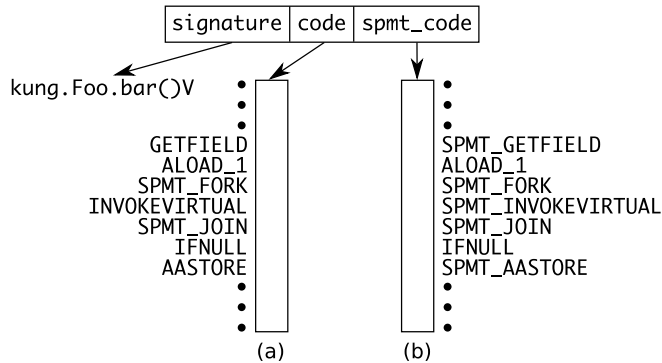 signature code spmt_code
kung.Foo.bar()V
GETFIELD
ALOAD_1
SPMT_FORK
INVOKEVIRTUAL
SPMT_JOIN
IFNULL
AASTORE
(a)
SPMT_GETFIELD
ALOAD_1
SPMT_FORK
SPMT_INVOKEVIRTUAL
SPMT_JOIN
IFNULL
SPMT_AASTORE
(b)